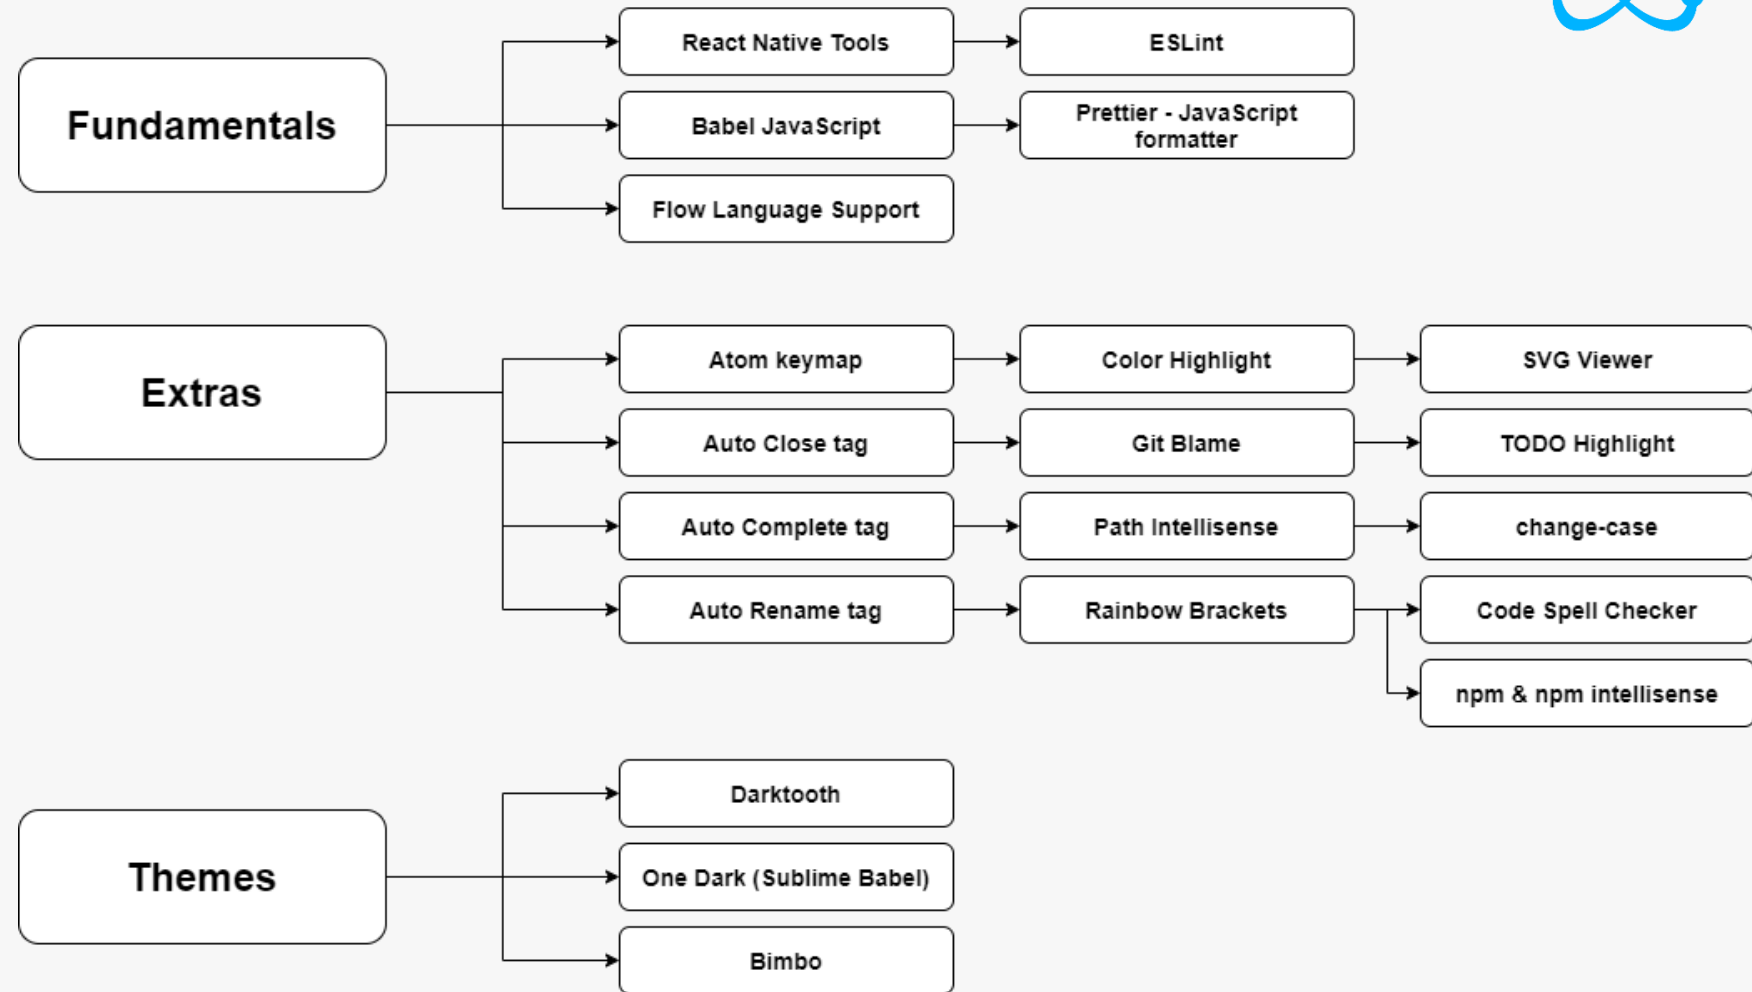 React Native Tools
ESLint
Fundamentals
Babel JavaScript
Prettier - JavaScript
formatter
Flow Language Support
Extras
Atom keymap
Color Highlight
SVG Viewer
Auto Close tag
Git Blame
TODO Highlight
Auto Complete tag
Path Intellisense
change-case
Auto Rename tag
Rainbow Brackets
Code Spell Checker
npm & npm intellisense
Themes
Darktooth
One Dark (Sublime Babel)
Bimbo